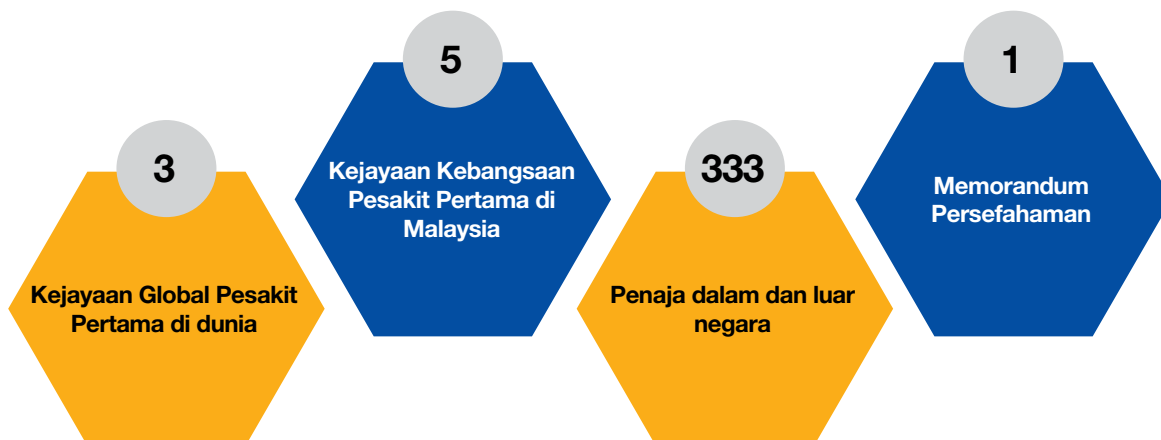 3
Kejayaan Global Pesakit
Pertama di dunia
5
Kejayaan Kebangsaan
Pesakit Pertama di
Malaysia
333
Penaja dalam dan luar
negara
1
Memorandum
Persefahaman